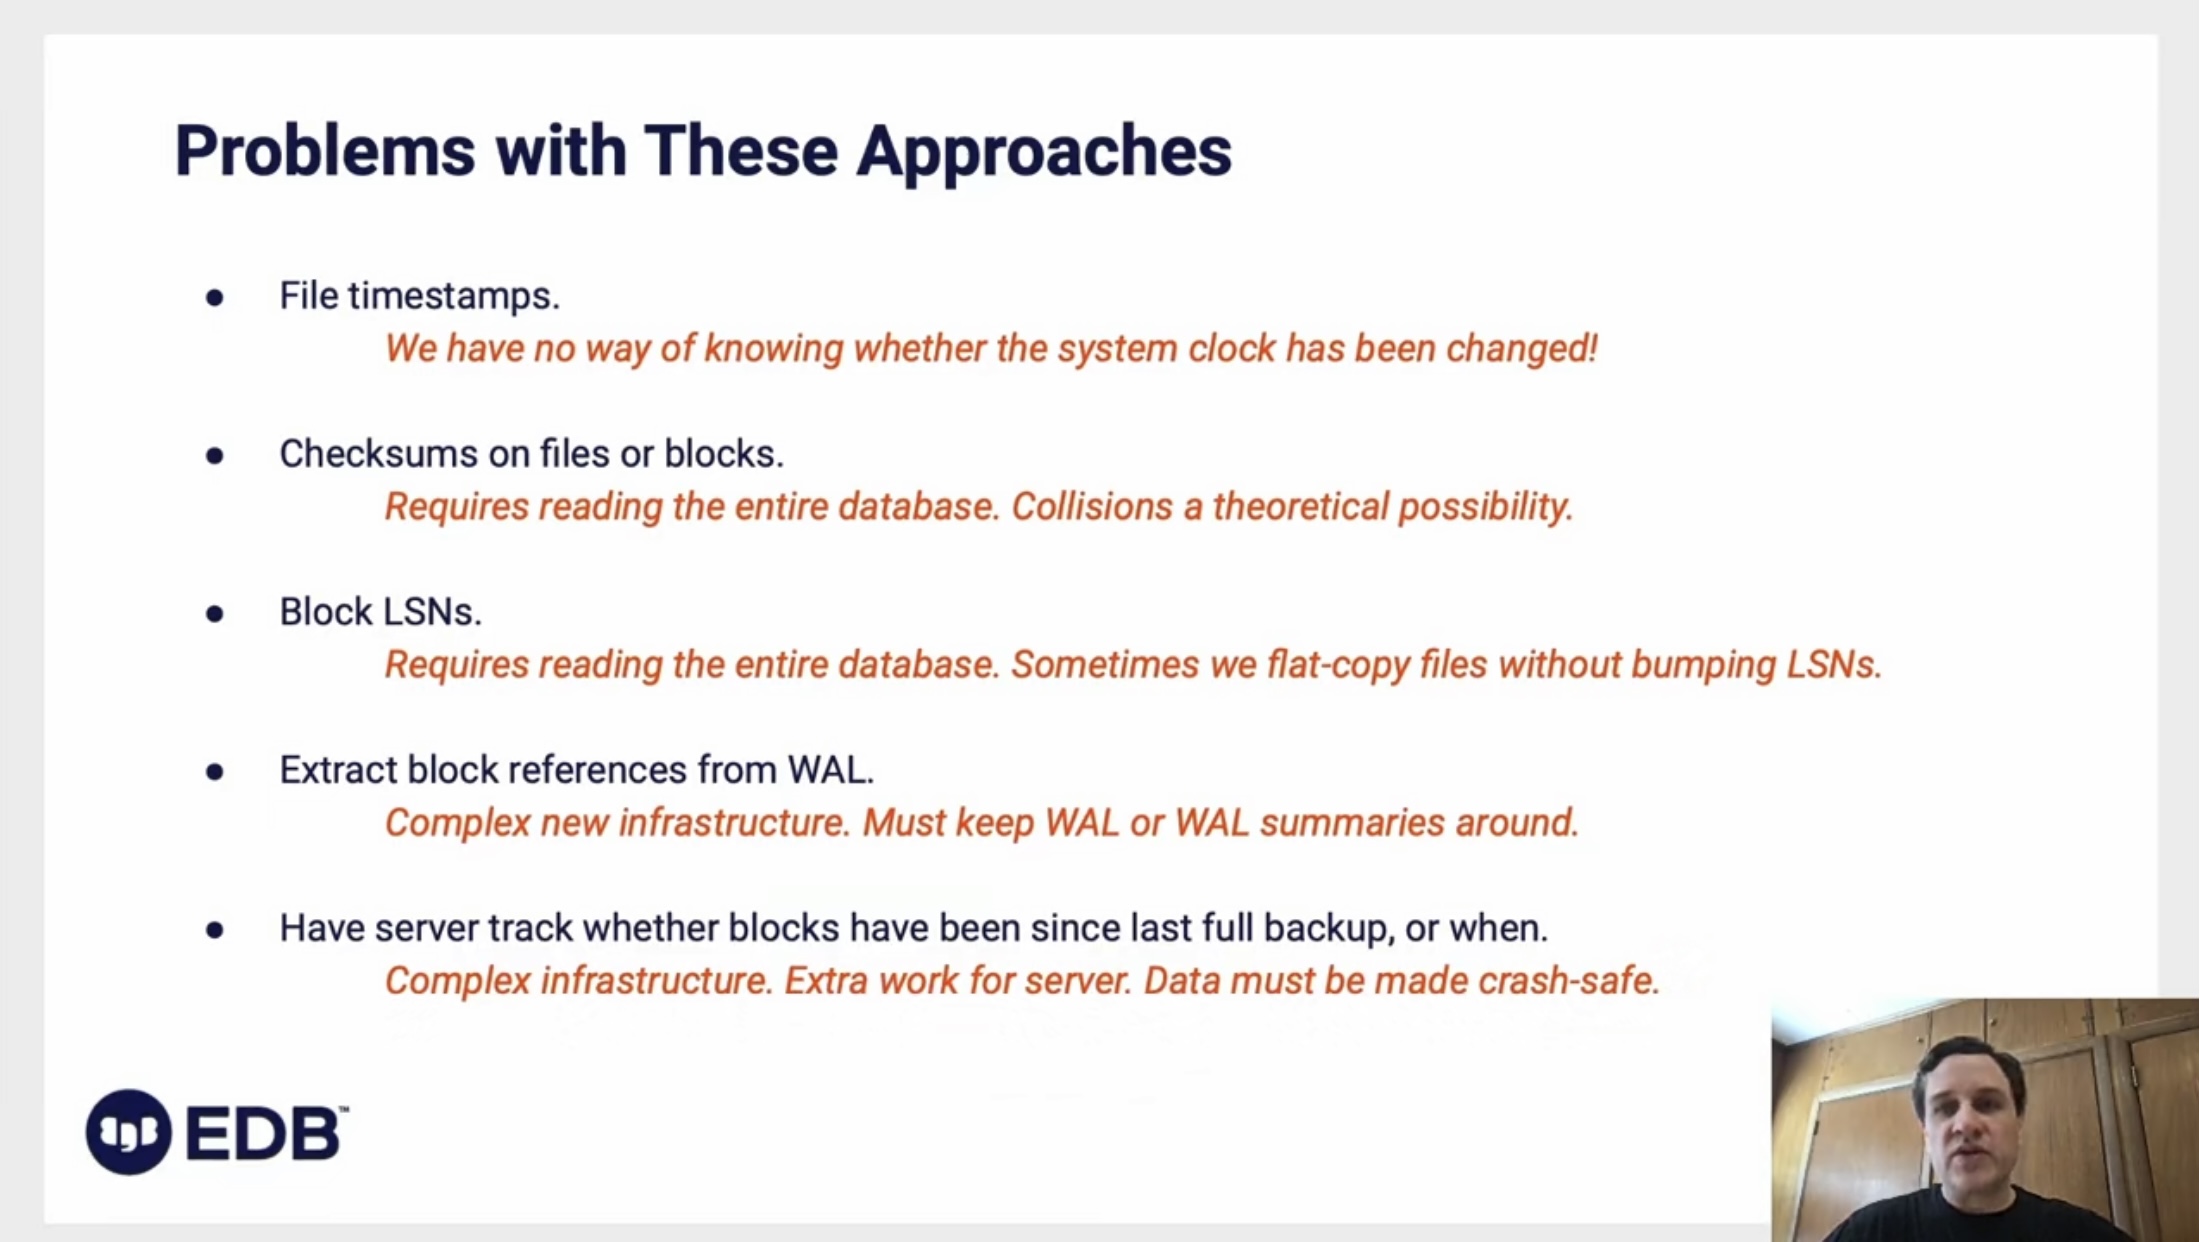 Problems with These Approaches
● File timestamps.
We have no way of knowing whether the system clock has been changed!
● Checksums on files or blocks.
Requires reading the entire database. Collisions a theoretical possibility.
● Block LSNs.
Requires reading the entire database. Sometimes we flat-copy files without bumping LSNs.
● Extract block references from WAL.
Complex new infrastructure. Must keep WAL or WAL summaries around.
● Have server track whether blocks have been since last full backup, or when.
Complex infrastructure. Extra work for server. Data must be made crash-safe.
EDB™